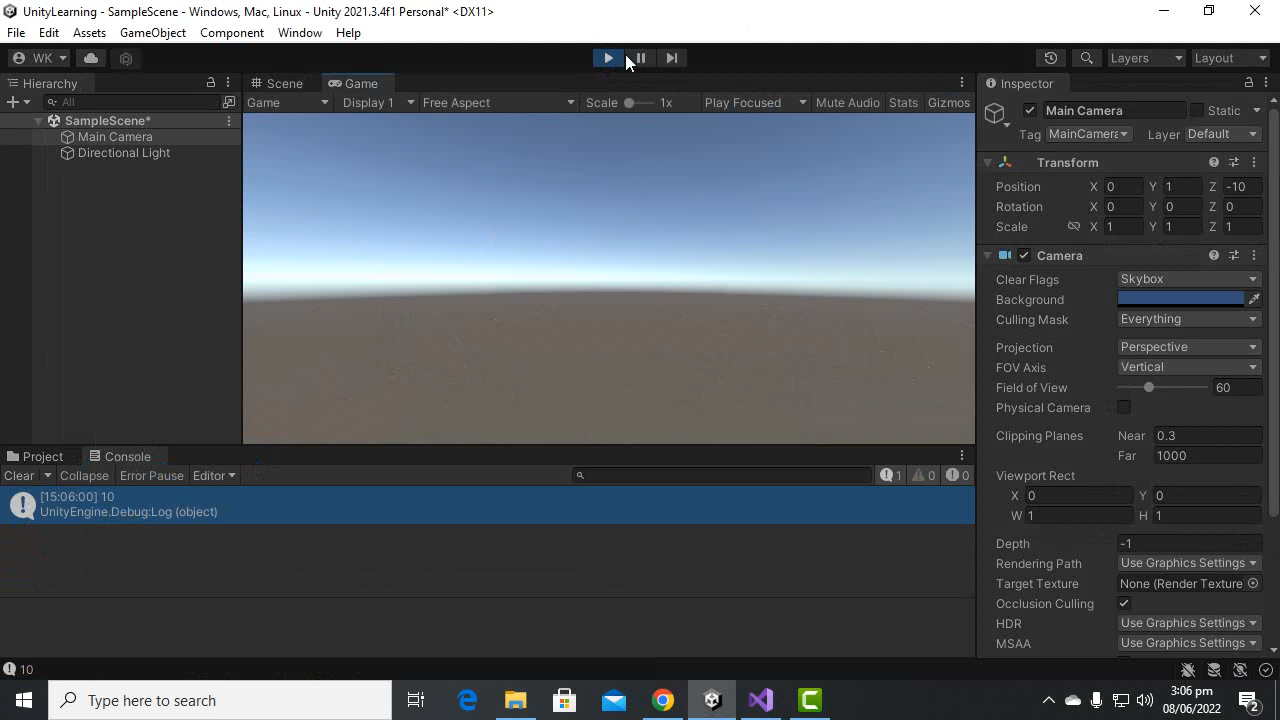 UnityLearning - SampleScene - Windows, Mac, Linux - Unity 2021.3.4f1 Personal* <DX11>
File Edit Assets GameObject Component Window Help
WK Layers Layout
Hierarchy Scene Game Inspector
All Game Display 1 Free Aspect Scale 1x Play Focused Mute Audio Stats Gizmos Main Camera Static
SampleScene*
Tag MainCamera Layer Default
Main Camera
Directional Light
Transform
Position X 0 Y 1 Z -10
Rotation X 0 Y 0 Z 0
Scale X 1 Y 1 Z 1
Camera
Clear Flags Skybox
Background
Culling Mask Everything
Projection Perspective
FOV Axis Vertical
Field of View 60
Physical Camera
Clipping Planes Near 0.3
Far 1000
Viewport Rect
X 0 Y 0
W 1 H 1
Depth -1
Rendering Path Use Graphics Settings
Target Texture None (Render Texture
Occlusion Culling
HDR Use Graphics Settings
MSAA Use Graphics Settings
Project Console
Clear Collapse Error Pause Editor 1 0 0
[15:06:00] 10
UnityEngine.Debug:Log (object)
10
Type here to search
3:06 pm
08/06/2022
2